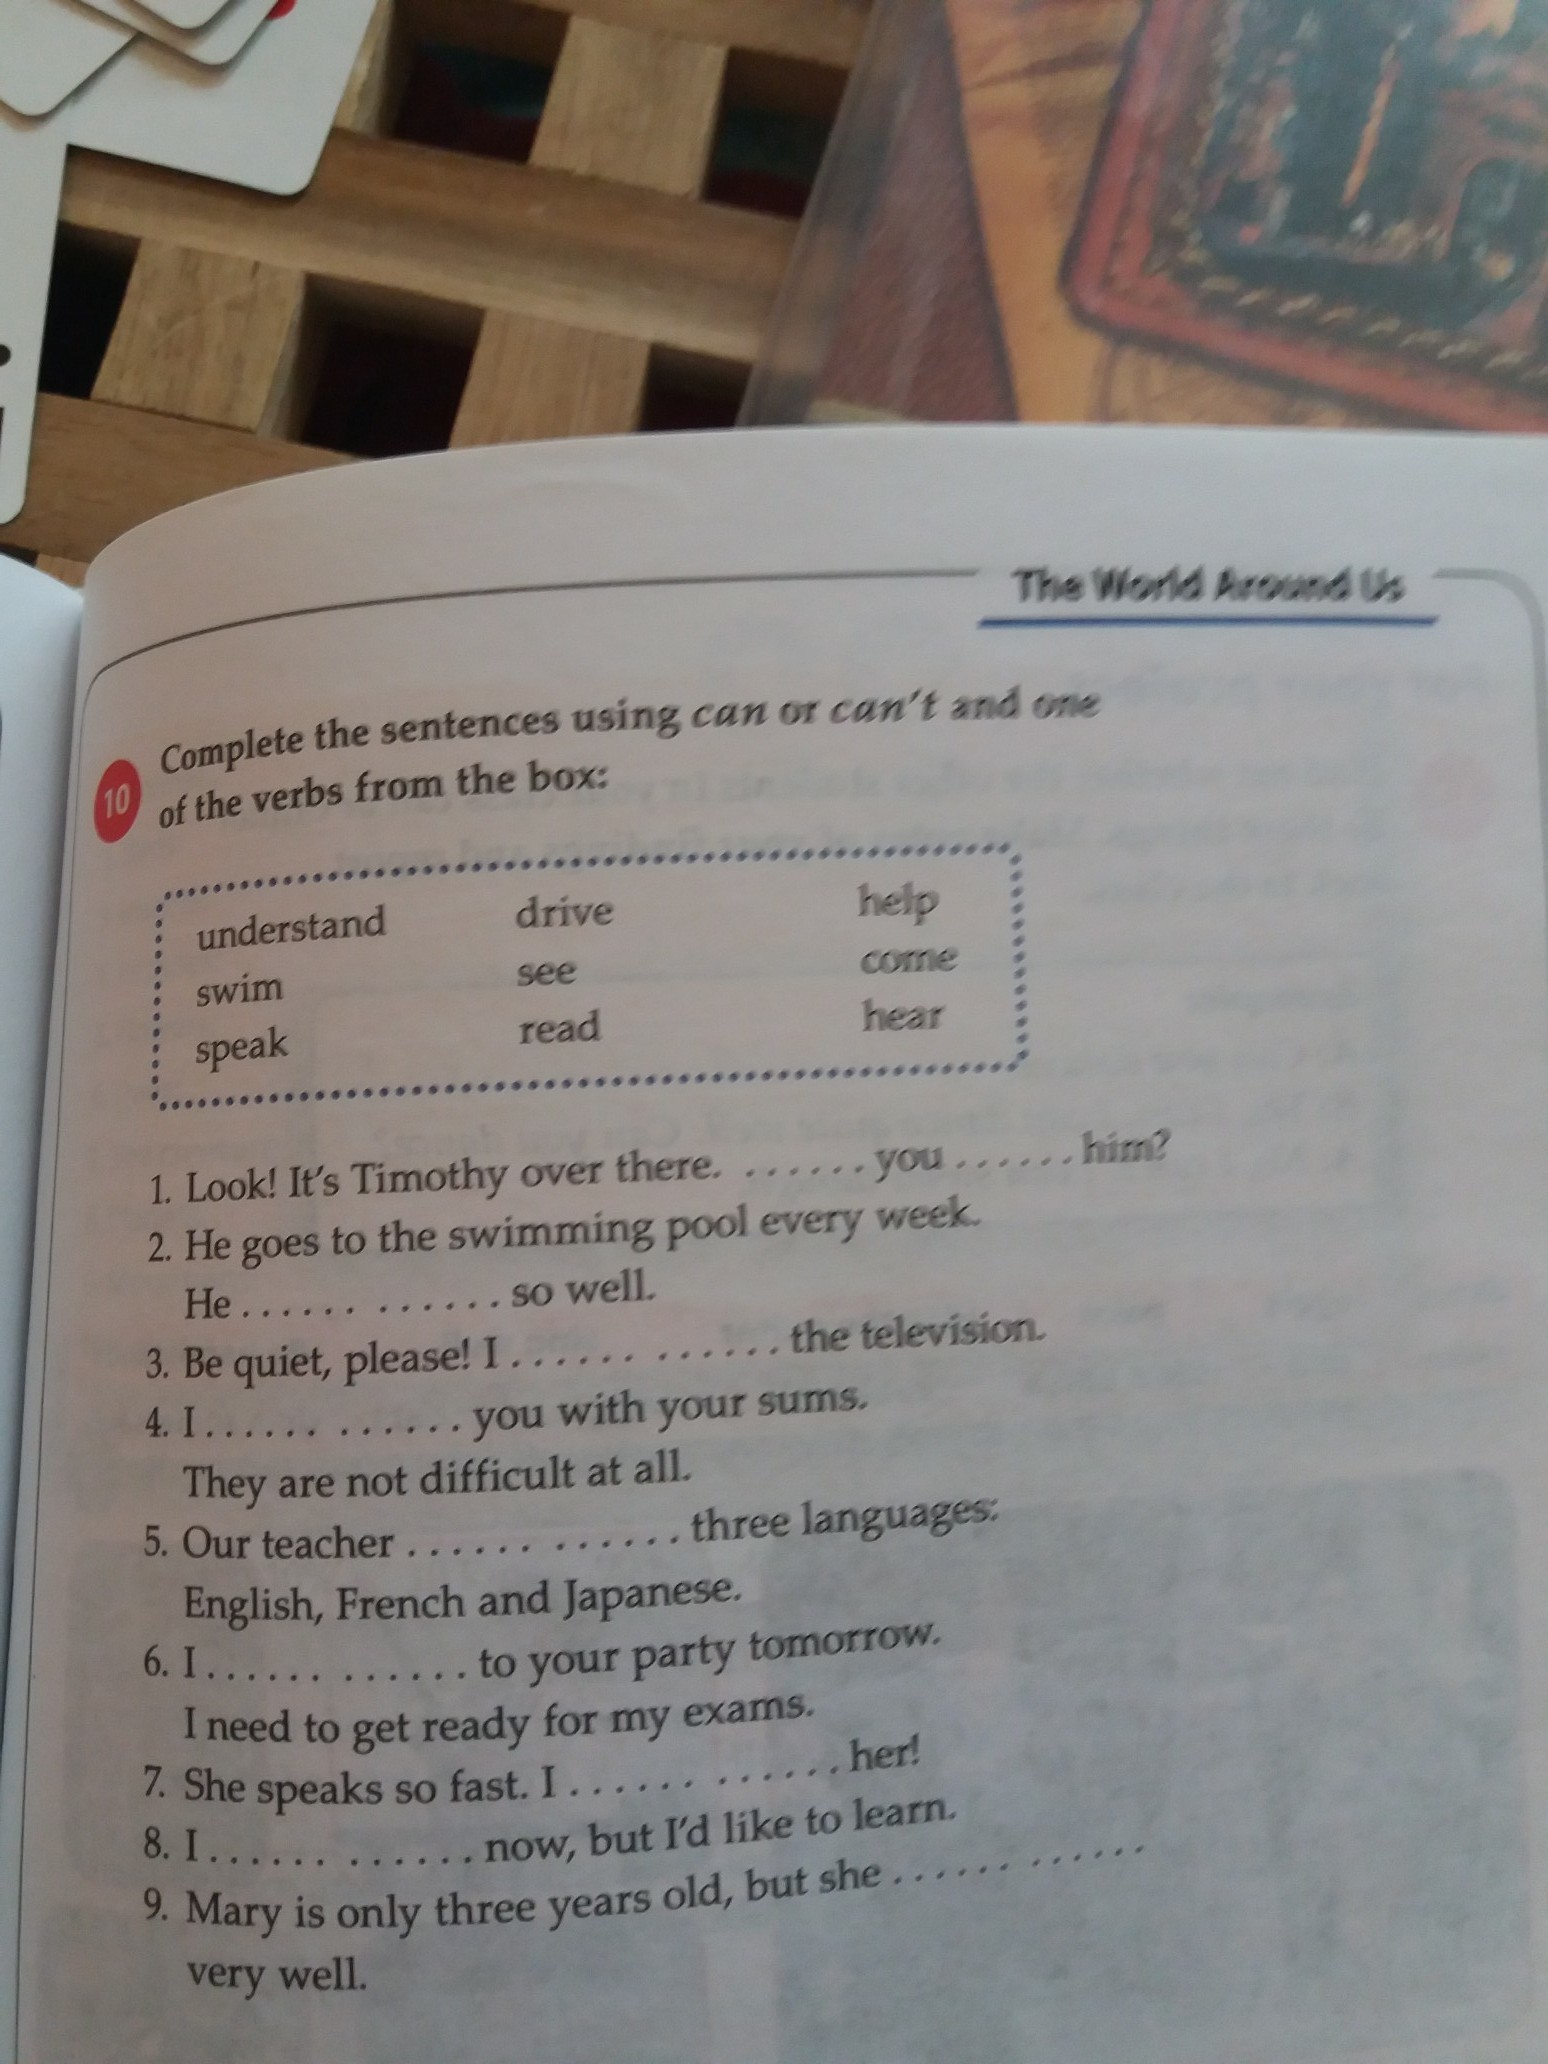 The World Around Us
10 Complete the sentences using can or can't and one
of the verbs from the box:
understand drive help
swim see come
speak read hear
1. Look! It's Timothy over there. ...... you ...... him?
2. He goes to the swimming pool every week.
He ...... ...... so well.
3. Be quiet, please! I ...... ...... the television.
4. I ...... ...... you with your sums.
They are not difficult at all.
5. Our teacher ...... ...... three languages:
English, French and Japanese.
6. I ...... ...... to your party tomorrow.
I need to get ready for my exams.
7. She speaks so fast. I ...... ...... her!
8. I ...... ...... now, but I'd like to learn.
9. Mary is only three years old, but she ...... ......
very well.